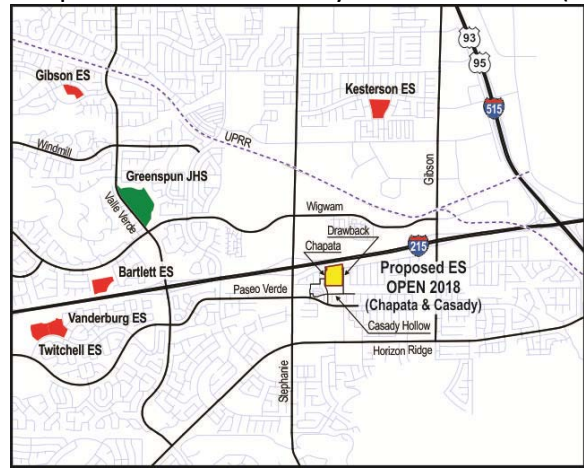 93
95
Gibson ES
Kesterson ES
515
UPRR
Windmill
Greenspun JHS
Gibson
Valle Verde
Wigwam
Drawback
Chapata
215
Bartlett ES
Proposed ES
OPEN 2018
(Chapata & Casady)
Paseo Verde
Vanderburg ES
Casady Hollow
Twitchell ES
Horizon Ridge
Stephanie